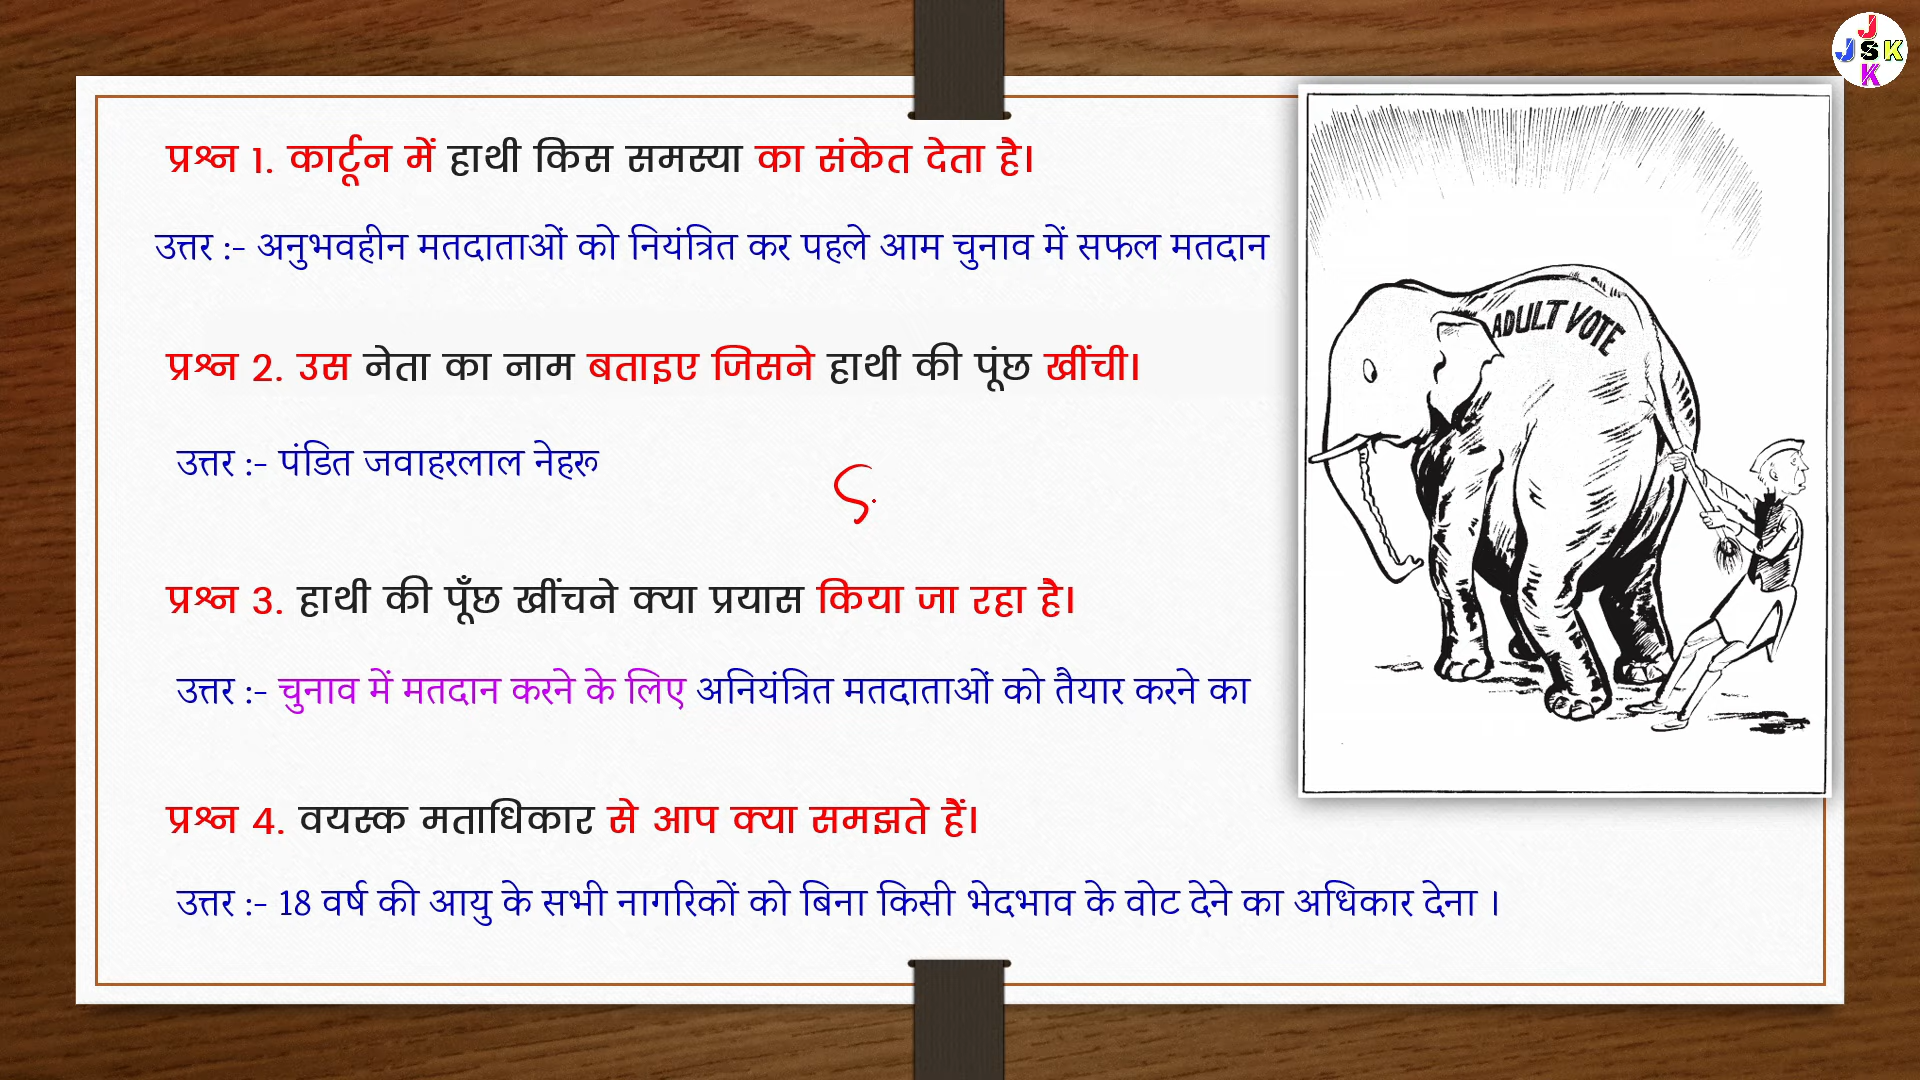 J
JSK
K
प्रश्न 1. कार्टून में हाथी किस समस्या का संकेत देता है।
उत्तर :- अनुभवहीन मतदाताओं को नियंत्रित कर पहले आम चुनाव में सफल मतदान
प्रश्न 2. उस नेता का नाम बताइए जिसने हाथी की पूंछ खींची।
उत्तर :- पंडित जवाहरलाल नेहरू
प्रश्न 3. हाथी की पूँछ खींचने क्या प्रयास किया जा रहा है।
उत्तर :- चुनाव में मतदान करने के लिए अनियंत्रित मतदाताओं को तैयार करने का
प्रश्न 4. वयस्क मताधिकार से आप क्या समझते हैं।
उत्तर :- 18 वर्ष की आयु के सभी नागरिकों को बिना किसी भेदभाव के वोट देने का अधिकार देना ।
ADULT VOTE